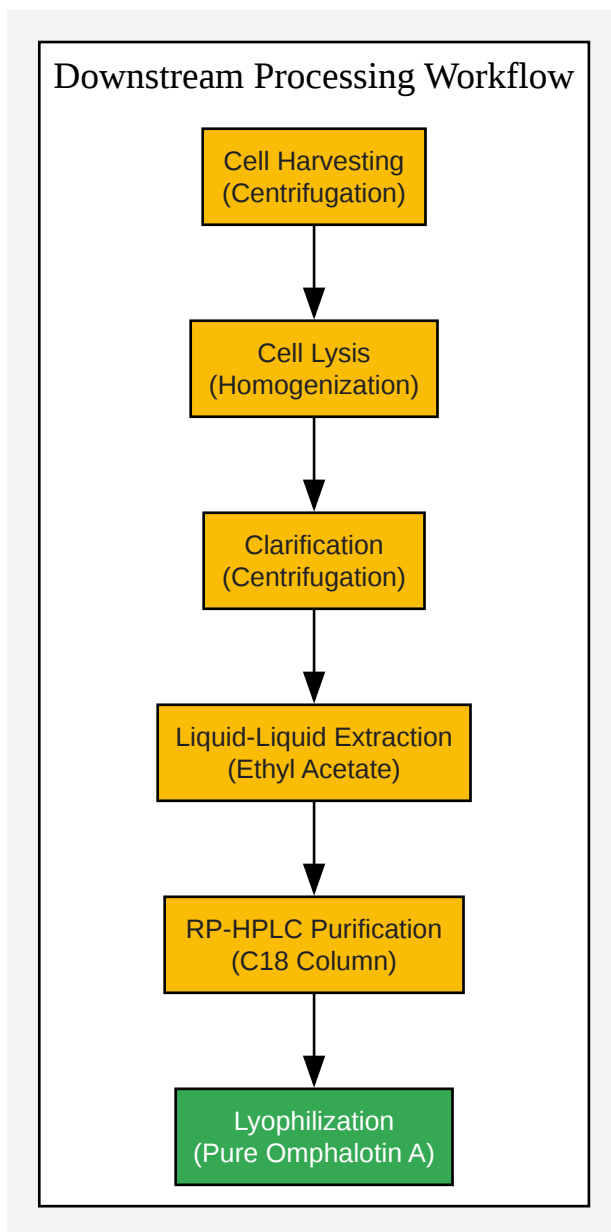 Downstream Processing Workflow
Cell Harvesting
(Centrifugation)
Cell Lysis
(Homogenization)
Clarification
(Centrifugation)
Liquid-Liquid Extraction
(Ethyl Acetate)
RP-HPLC Purification
(C18 Column)
Lyophilization
(Pure Omphalotin A)